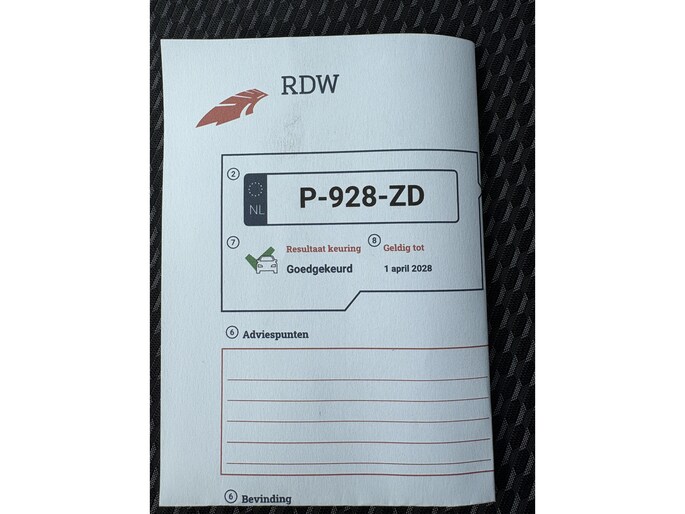 RDW
2
NL
P-928-ZD
7
Resultaat keuring
8
Geldig tot
Goedgekeurd
1 april 2028
6 Adviespunten
6 Bevinding